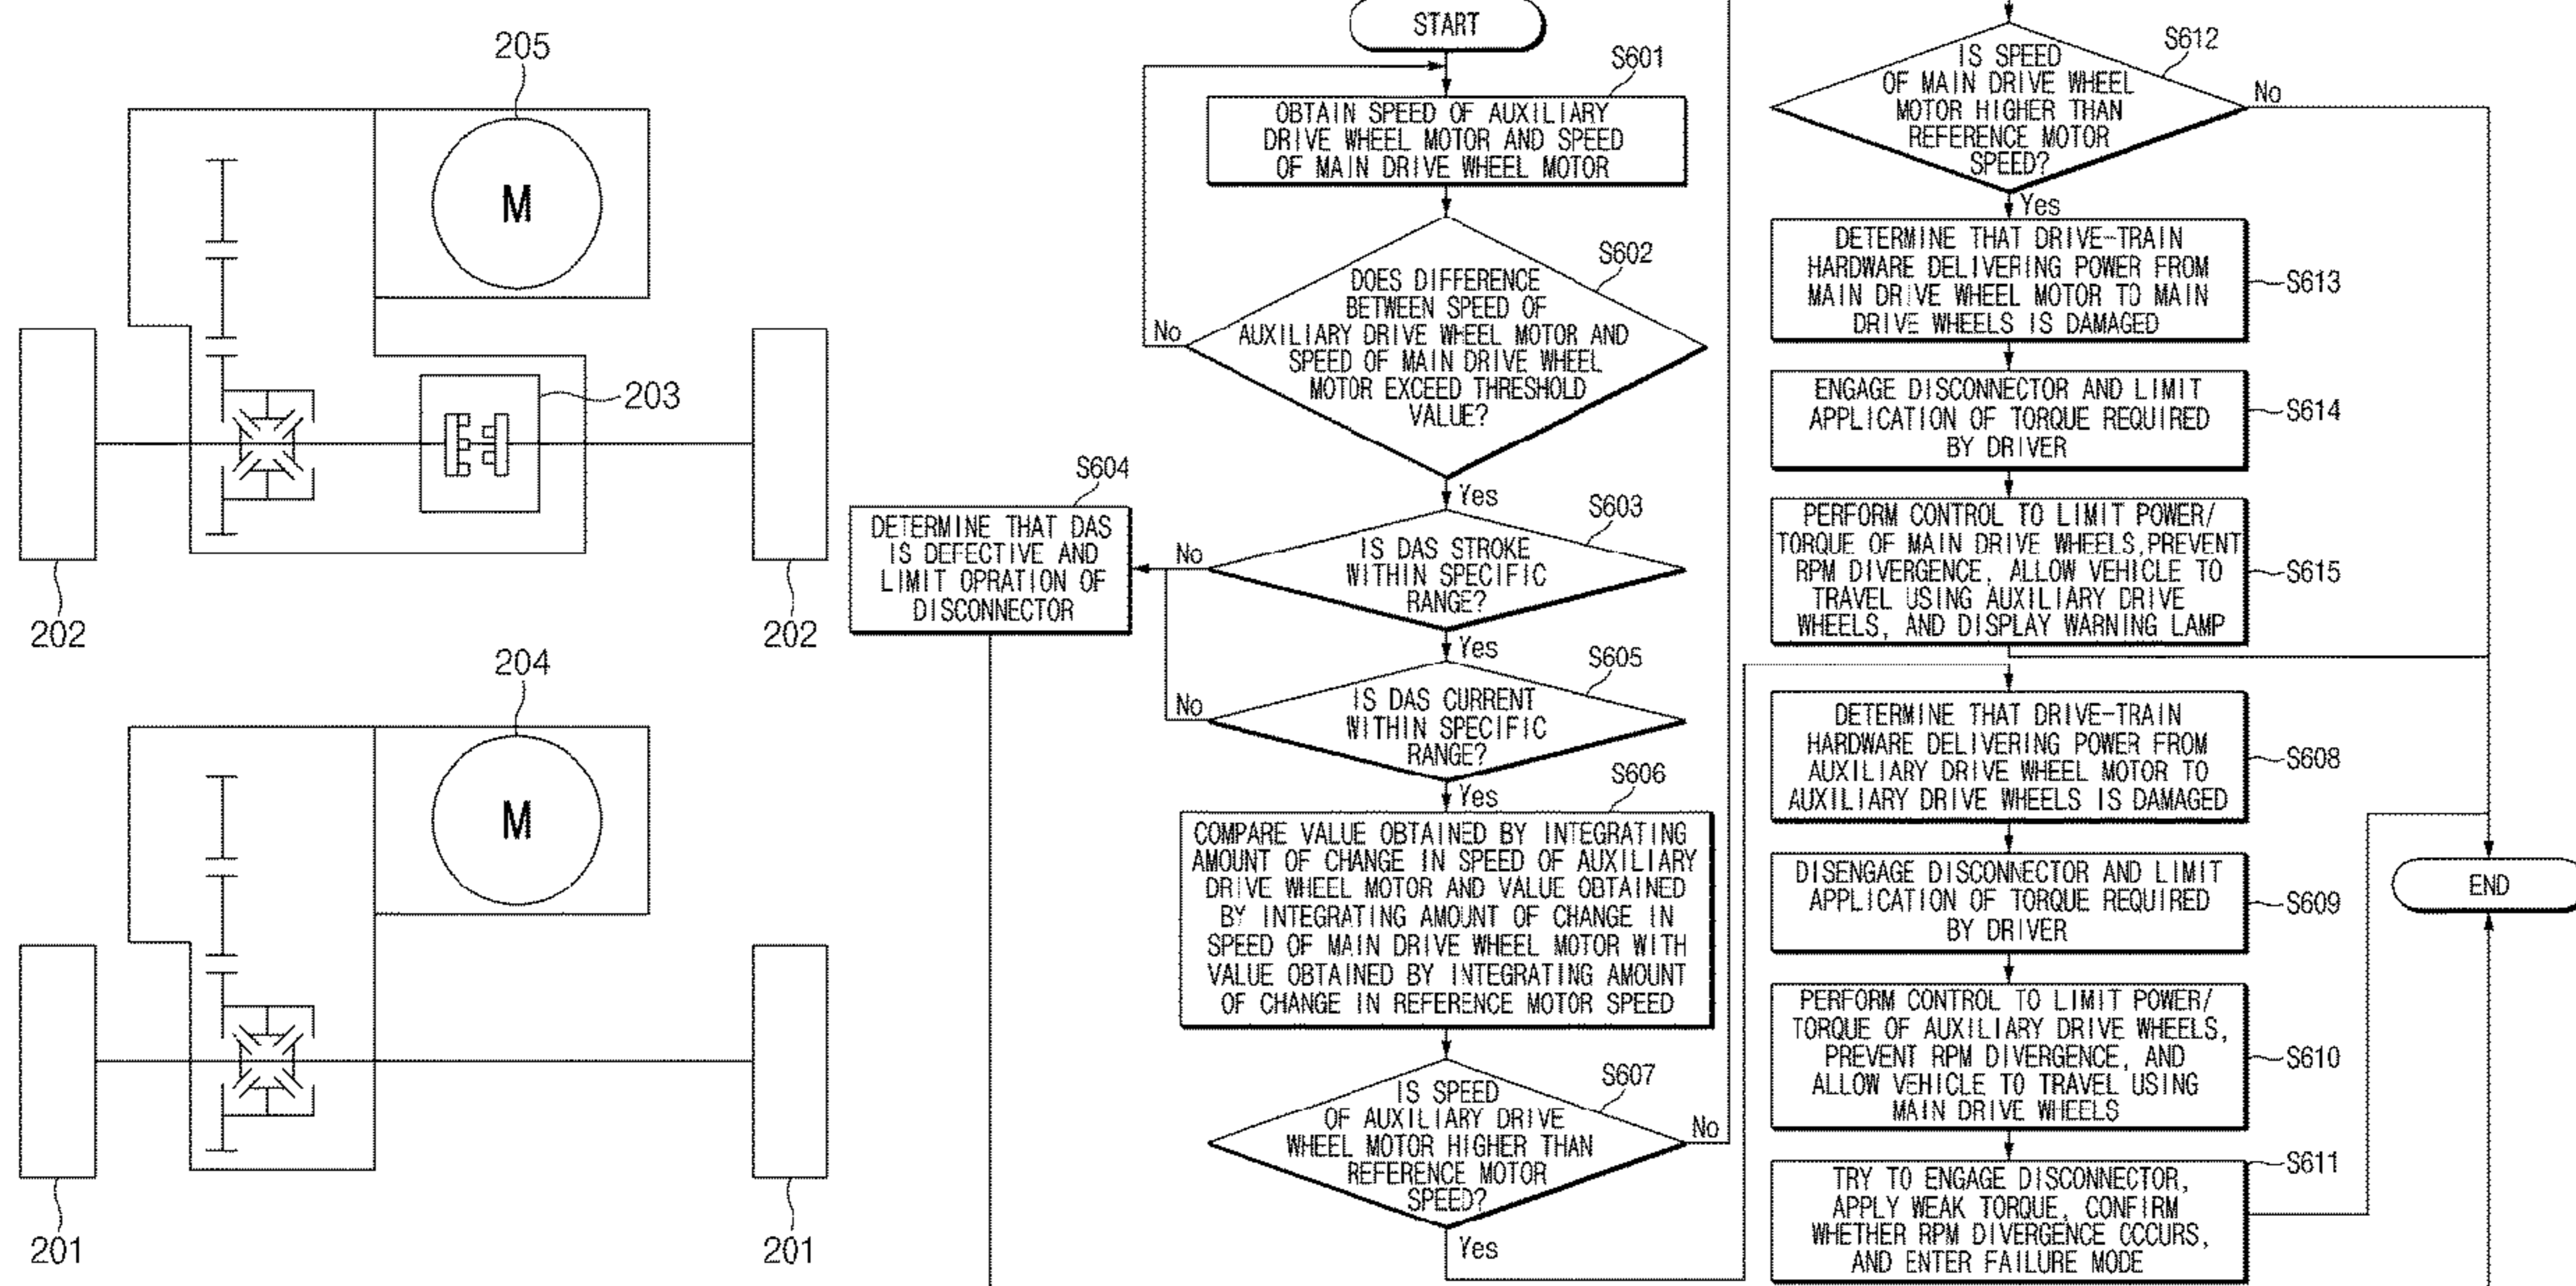 205
M
203
202
202
204
M
201
201
START
S601
OBTAIN SPEED OF AUXILIARY
DRIVE WHEEL MOTOR AND SPEED
OF MAIN DRIVE WHEEL MOTOR
S602
DOES DIFFERENCE
BETWEEN SPEED OF
AUXILIARY DRIVE WHEEL MOTOR AND
SPEED OF MAIN DRIVE WHEEL
MOTOR EXCEED THRESHOLD
VALUE?
No
Yes
S603
IS DAS STROKE
WITHIN SPECIFIC
RANGE?
No
S604
DETERMINE THAT DAS
IS DEFECTIVE AND
LIMIT OPRATION OF
DISCONNECTOR
Yes
S605
IS DAS CURRENT
WITHIN SPECIFIC
RANGE?
No
Yes
S606
COMPARE VALUE OBTAINED BY INTEGRATING
AMOUNT OF CHANGE IN SPEED OF AUXILIARY
DRIVE WHEEL MOTOR AND VALUE OBTAINED
BY INTEGRATING AMOUNT OF CHANGE IN
SPEED OF MAIN DRIVE WHEEL MOTOR WITH
VALUE OBTAINED BY INTEGRATING AMOUNT
OF CHANGE IN REFERENCE MOTOR SPEED
S607
IS SPEED
OF AUXILIARY DRIVE
WHEEL MOTOR HIGHER THAN
REFERENCE MOTOR
SPEED?
No
Yes
S612
IS SPEED
OF MAIN DRIVE WHEEL
MOTOR HIGHER THAN
REFERENCE MOTOR
SPEED?
No
Yes
DETERMINE THAT DRIVE-TRAIN
HARDWARE DELIVERING POWER FROM
MAIN DRIVE WHEEL MOTOR TO MAIN
DRIVE WHEELS IS DAMAGED
S613
ENGAGE DISCONNECTOR AND LIMIT
APPLICATION OF TORQUE REQUIRED
BY DRIVER
S614
PERFORM CONTROL TO LIMIT POWER/
TORQUE OF MAIN DRIVE WHEELS,PREVENT
RPM DIVERGENCE, ALLOW VEHICLE TO
TRAVEL USING AUXILIARY DRIVE
WHEELS, AND DISPLAY WARNING LAMP
S615
DETERMINE THAT DRIVE-TRAIN
HARDWARE DELIVERING POWER FROM
AUXILIARY DRIVE WHEEL MOTOR TO
AUXILIARY DRIVE WHEELS IS DAMAGED
S608
DISENGAGE DISCONNECTOR AND LIMIT
APPLICATION OF TORQUE REQUIRED
BY DRIVER
S609
PERFORM CONTROL TO LIMIT POWER/
TORQUE OF AUXILIARY DRIVE WHEELS,
PREVENT RPM DIVERGENCE, AND
ALLOW VEHICLE TO TRAVEL USING
MAIN DRIVE WHEELS
S610
TRY TO ENGAGE DISCONNECTOR,
APPLY WEAK TORQUE, CONFIRM
WHETHER RPM DIVERGENCE OCCURS,
AND ENTER FAILURE MODE
S611
END